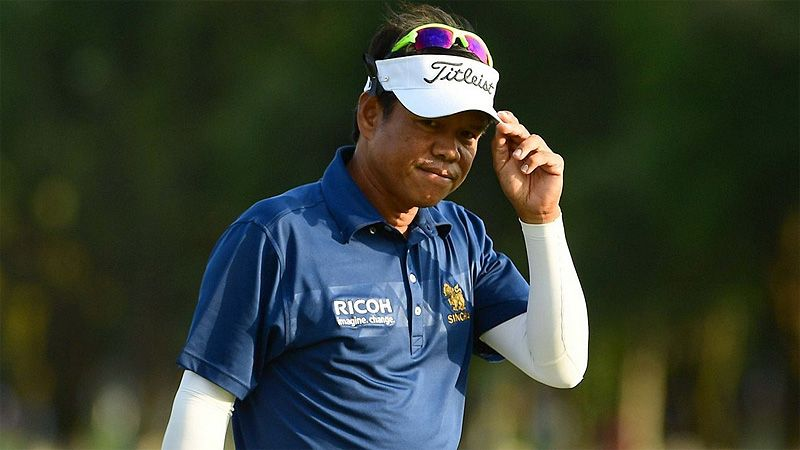 Titleist
RICOH
imagine. change.
SINGHA